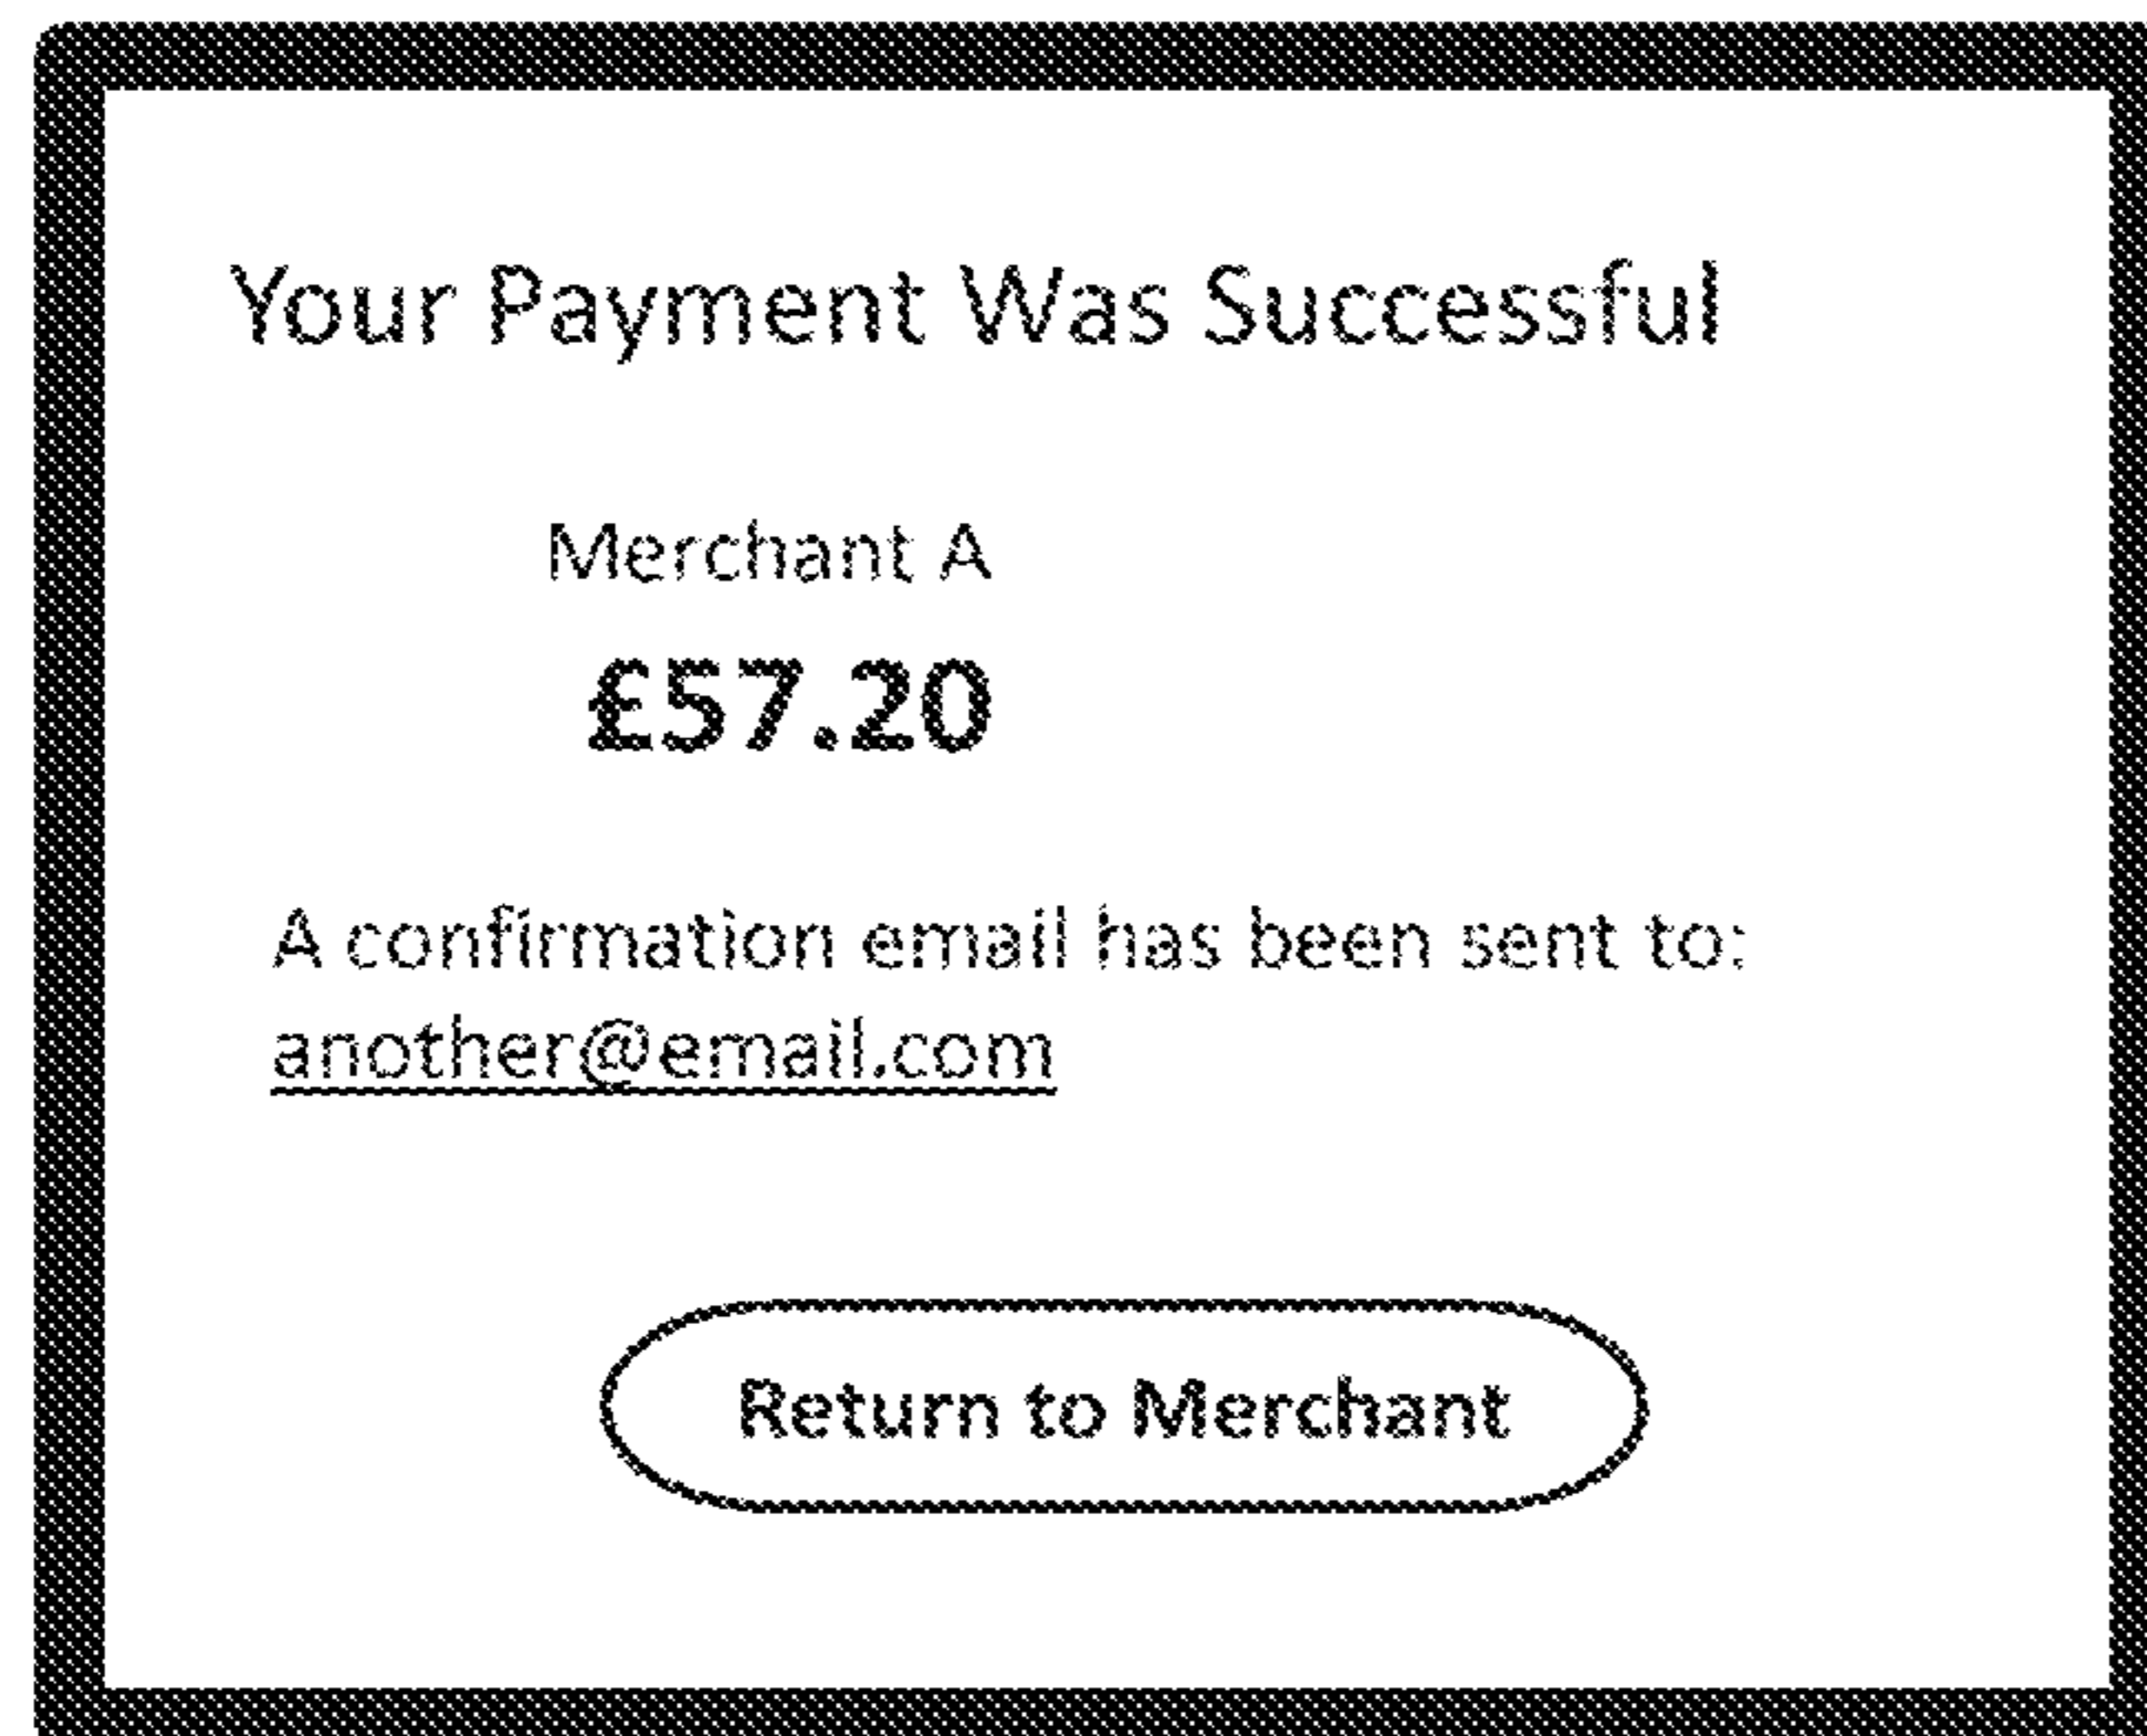 Your Payment Was Successful
Merchant A
£57.20
A confirmation email has been sent to:
another@email.com
Return to Merchant